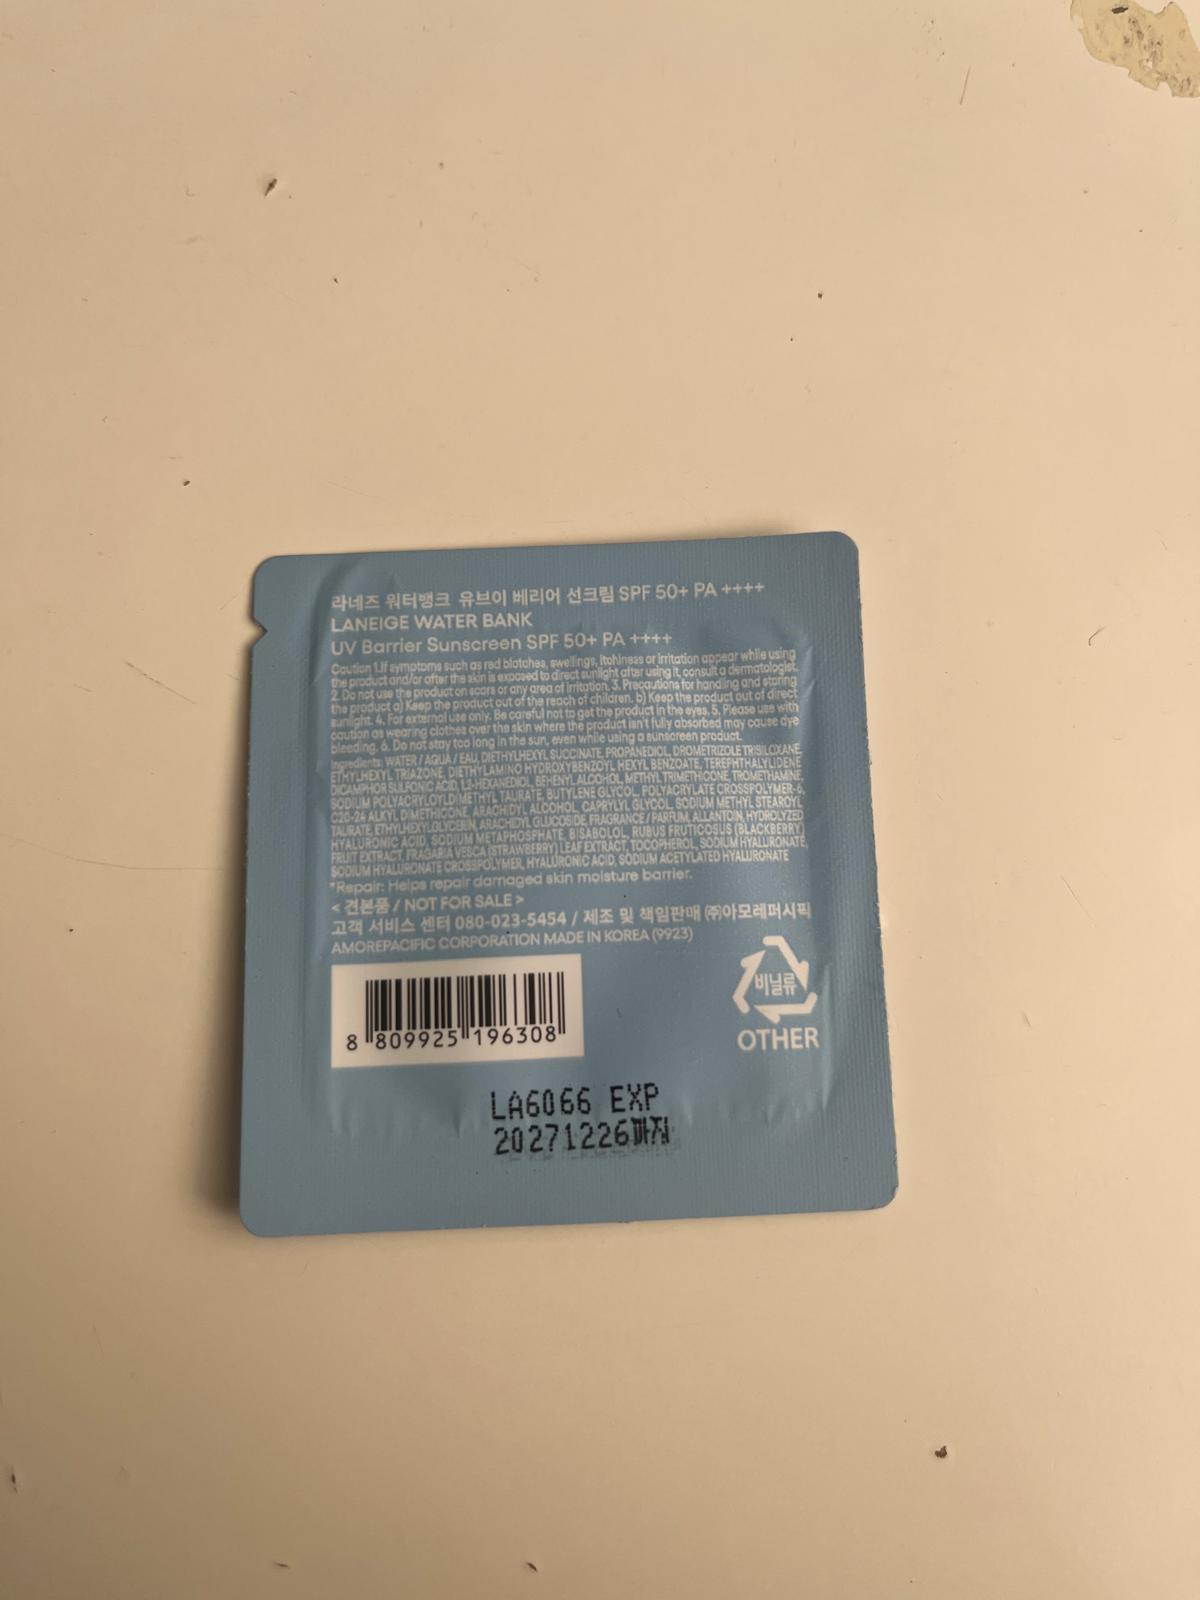 라네즈 워터뱅크 유브이 베리어 선크림 SPF 50+ PA ++++
LANEIGE WATER BANK
UV Barrier Sunscreen SPF 50+ PA ++++
Caution 1.If symptoms such as red blotches, swellings, itchiness or irritation appear while using
the product and/or after the skin is exposed to direct sunlight after using it, consult a dermatologist.
2. Do not use the product on scars or any area of irritation. 3. Precautions for handling and storing
the product a) Keep the product out of the reach of children. b) Keep the product out of direct
sunlight. 4. For external use only. Be careful not to get the product in the eyes. 5. Please use with
caution as wearing clothes over the skin where the product isn't fully absorbed may cause dye
bleeding. 6. Do not stay too long in the sun, even while using a sunscreen product.
Ingredients: WATER / AQUA / EAU, DIETHYLHEXYL SUCCINATE, PROPANEDIOL, DROMETRIZOLE TRISILOXANE,
ETHYLHEXYL TRIAZONE, DIETHYLAMINO HYDROXYBENZOYL HEXYL BENZOATE, TEREPHTHALYLIDENE
DICAMPHOR SULFONIC ACID, 1,2-HEXANEDIOL, BEHENYL ALCOHOL, METHYL TRIMETHICONE, TROMETHAMINE,
SODIUM POLYACRYLOYLDIMETHYL TAURATE, BUTYLENE GLYCOL, POLYACRYLATE CROSSPOLYMER-6,
C20-24 ALKYL DIMETHICONE, ARACHIDYL ALCOHOL, CAPRYLYL GLYCOL, SODIUM METHYL STEAROYL
TAURATE, ETHYLHEXYLGLYCERIN, ARACHIDYL GLUCOSIDE, FRAGRANCE / PARFUM, ALLANTOIN, HYDROLYZED
HYALURONIC ACID, SODIUM METAPHOSPHATE, BISABOLOL, RUBUS FRUTICOSUS (BLACKBERRY)
FRUIT EXTRACT, FRAGARIA VESCA (STRAWBERRY) LEAF EXTRACT, TOCOPHEROL, SODIUM HYALURONATE,
SODIUM HYALURONATE CROSSPOLYMER, HYALURONIC ACID, SODIUM ACETYLATED HYALURONATE
*Repair: Helps repair damaged skin moisture barrier.
< 견본품 / NOT FOR SALE >
고객 서비스 센터 080-023-5454 / 제조 및 책임판매 ㈜아모레퍼시픽
AMOREPACIFIC CORPORATION MADE IN KOREA (9923)
비닐류
OTHER
8 809925 196308
LA6066 EXP
20271226까지